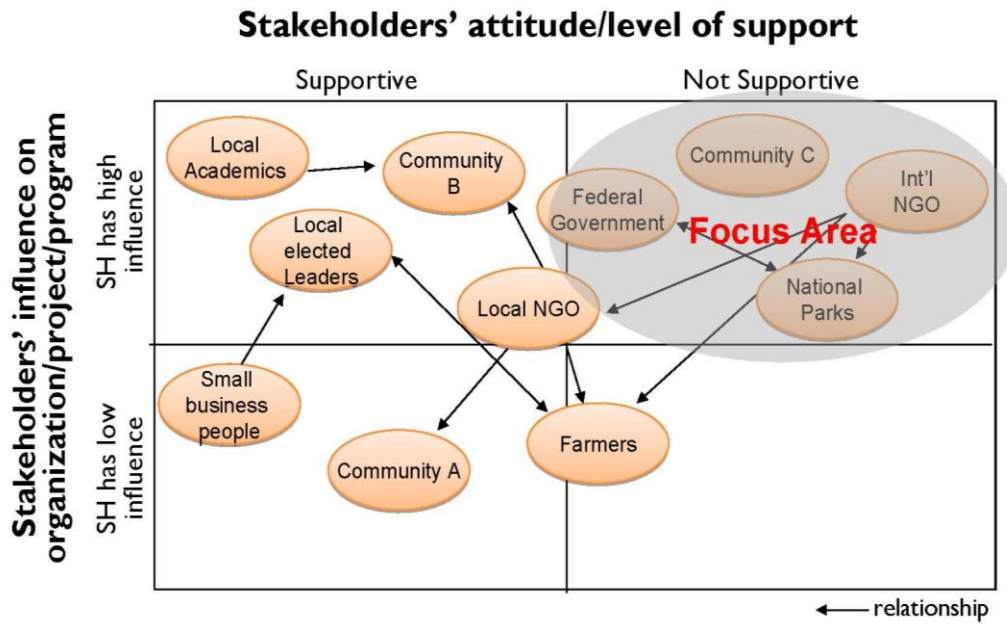 Stakeholders' attitude/level of support
Supportive
Not Supportive
Stakeholders' influence on
organization/project/program
SH has high
influence
SH has low
influence
Local
Academics
Community
B
Community C
Int'l
NGO
Federal
Government
Focus Area
Local
elected
Leaders
Local NGO
National
Parks
Small
business
people
Community A
Farmers
relationship